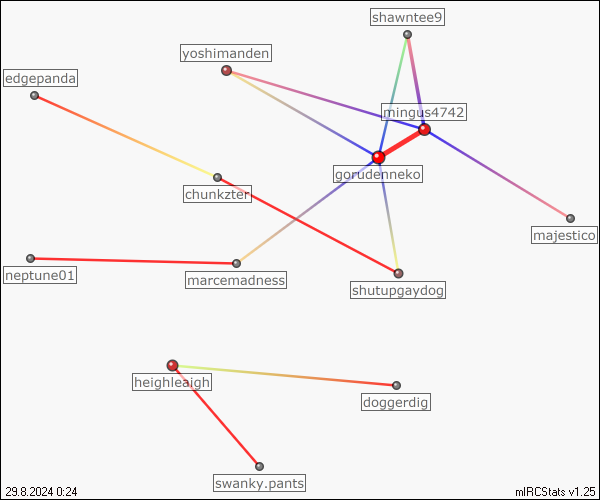 shawntee9
yoshimanden
edgepanda
mingus4742
gorudenneko
chunkzter
majestico
neptune01
marcemadness
shutupgaydog
heighleaigh
doggerdig
swanky.pants
29.8.2024 0:24
mIRCStats v1.25